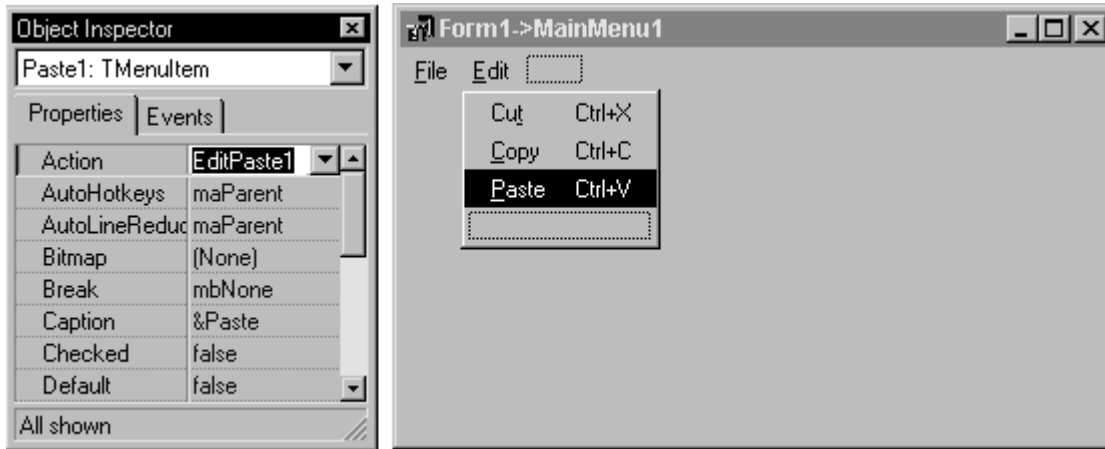 Object Inspector
Paste1: TMenuItem
Properties Events
Action EditPaste1
AutoHotkeys maParent
AutoLineReduc maParent
Bitmap (None)
Break mbNone
Caption &Paste
Checked false
Default false
All shown
Form1->MainMenu1
File Edit
Cut Ctrl+X
Copy Ctrl+C
Paste Ctrl+V